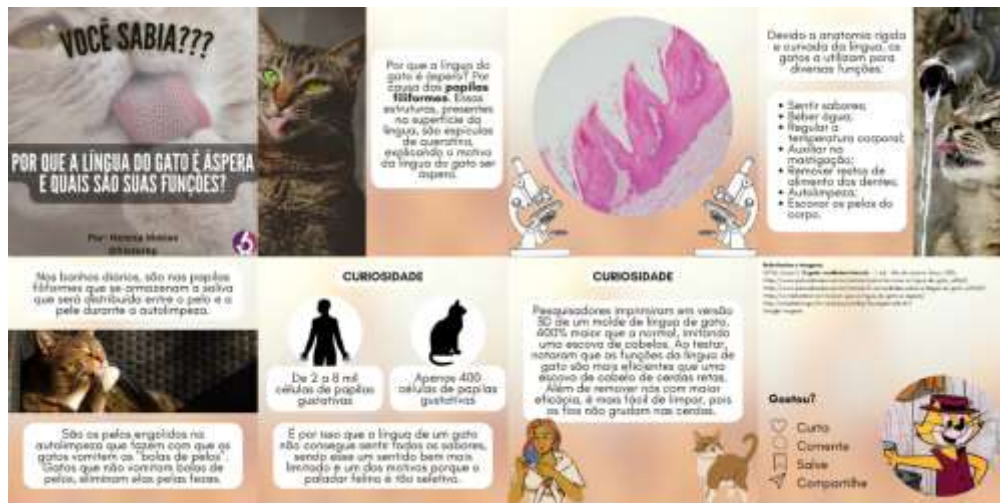 VOCÊ SABIA???
POR QUE A LÍNGUA DO GATO É ÁSPERA
E QUAIS SÃO SUAS FUNÇÕES?
Por:
Por que a língua do
gato é áspera? Por
causa das papilas
filiformes. Essas
estruturas, presentes
na superfície da
língua, são espículas
de queratina,
explicando o motivo
da língua do gato ser
áspera.
Devido a anatomia rígida
e curvada da língua, os
gatos a utilizam para
diversas funções:
• Sentir sabores;
• Beber água;
• Regular a
temperatura corporal;
• Auxiliar na
mastigação;
• Remover restos de
alimento dos dentes;
• Autolimpeza;
• Escovar os pelos do
corpo.
Nos banhos diários, são nas papilas
filiformes que se armazenam a saliva
que será distribuída entre o pelo e a
pele durante a autolimpeza.
São os pelos engolidos na
autolimpeza que fazem com que os
gatos vomitem as "bolas de pelos".
Gatos que não vomitam bolas de
pelos, eliminam elas pelas fezes.
CURIOSIDADE
De 2 a 8 mil
células de papilas
gustativas
Apenas 400
células de papilas
gustativas
E por isso que a língua de um gato
não consegue sentir todos os sabores,
sendo esse um sentido bem mais
limitado e um dos motivos porque o
paladar felino é tão seletivo.
CURIOSIDADE
Pesquisadores imprimiram em versão
3D de um molde de língua de gato,
400% maior que a normal, imitando
uma escova de cabelos. Ao testar,
notaram que as funções da língua de
gato são mais eficientes que uma
escova de cabelo de cerdas retas.
Além de remover nós com maior
eficácia, é mais fácil de limpar, pois
os fios não grudam nas cerdas.
Gostou?
Curta
Comente
Salve
Compartilhe